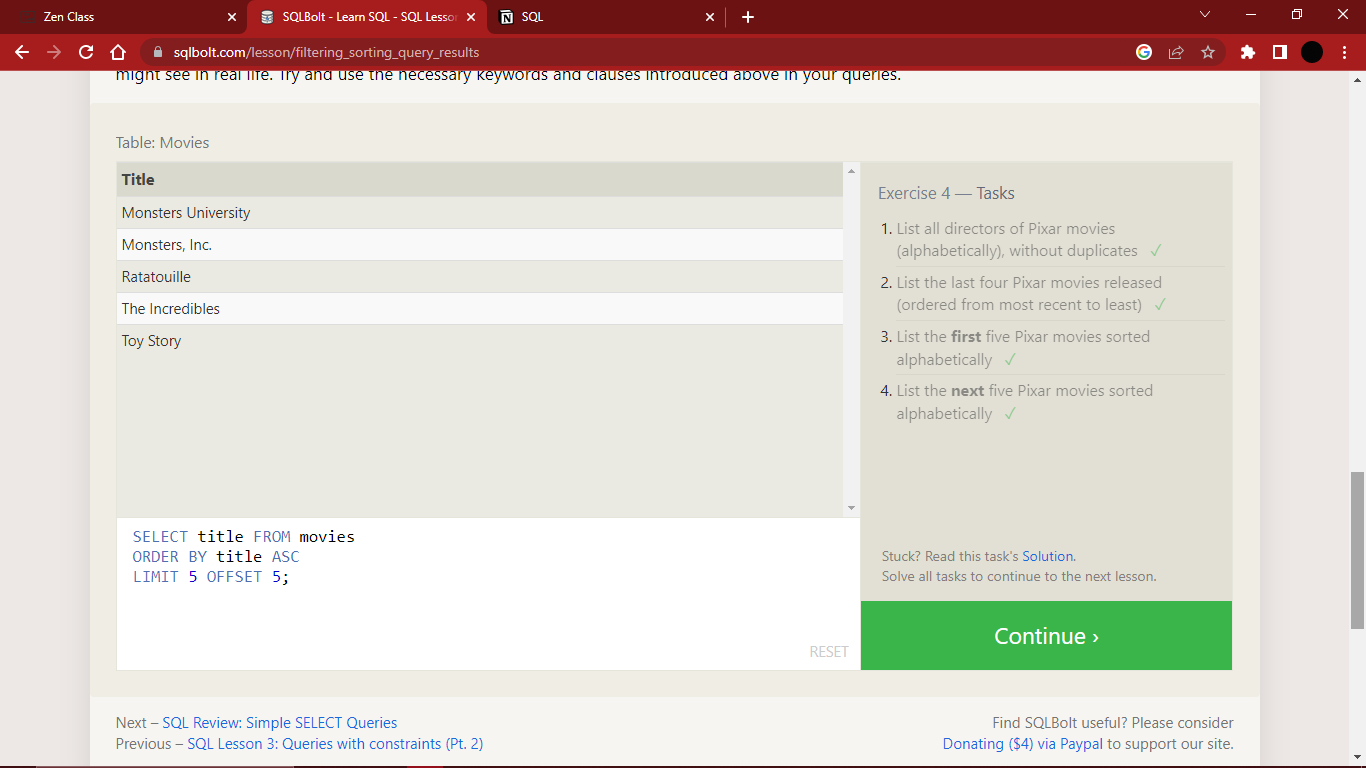 Zen Class
SQLBolt - Learn SQL - SQL Lesson
SQL
sqlbolt.com/lesson/filtering_sorting_query_results
might see in real life. Try and use the necessary keywords and clauses introduced above in your queries.
Table: Movies
Title
Monsters University
Monsters, Inc.
Ratatouille
The Incredibles
Toy Story
SELECT title FROM movies
ORDER BY title ASC
LIMIT 5 OFFSET 5;
RESET
Exercise 4 — Tasks
1. List all directors of Pixar movies
(alphabetically), without duplicates ✓
2. List the last four Pixar movies released
(ordered from most recent to least) ✓
3. List the first five Pixar movies sorted
alphabetically ✓
4. List the next five Pixar movies sorted
alphabetically ✓
Stuck? Read this task's Solution.
Solve all tasks to continue to the next lesson.
Continue ›
Next – SQL Review: Simple SELECT Queries
Previous – SQL Lesson 3: Queries with constraints (Pt. 2)
Find SQLBolt useful? Please consider
Donating ($4) via Paypal to support our site.